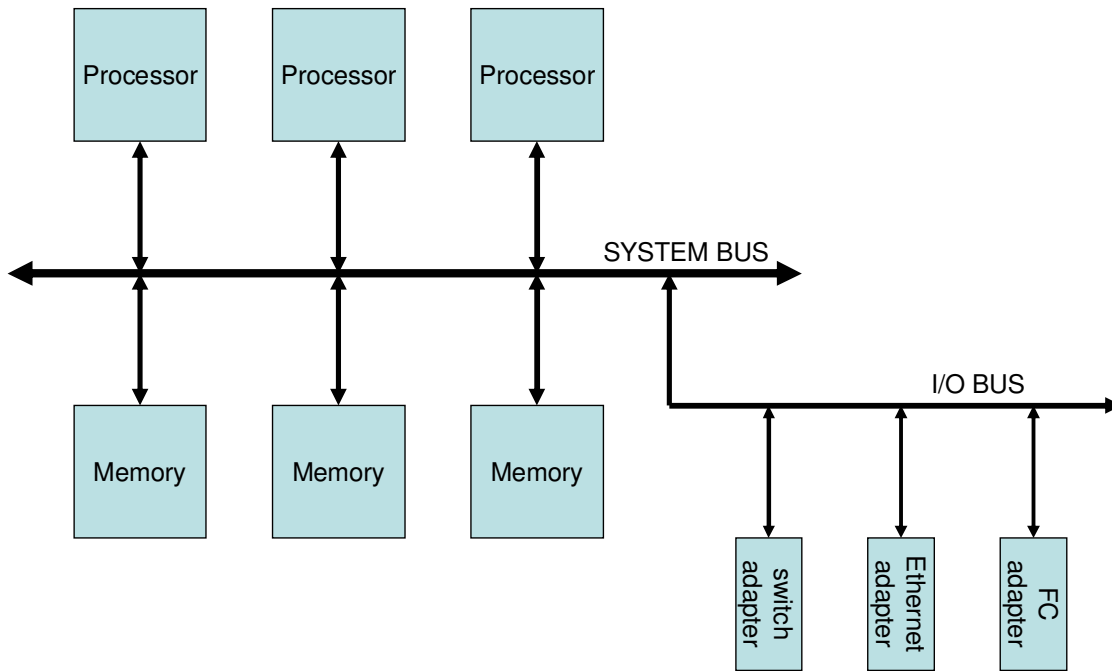 Processor
Processor
Processor
SYSTEM BUS
I/O BUS
Memory
Memory
Memory
switch
adapter
Ethernet
adapter
FC
adapter